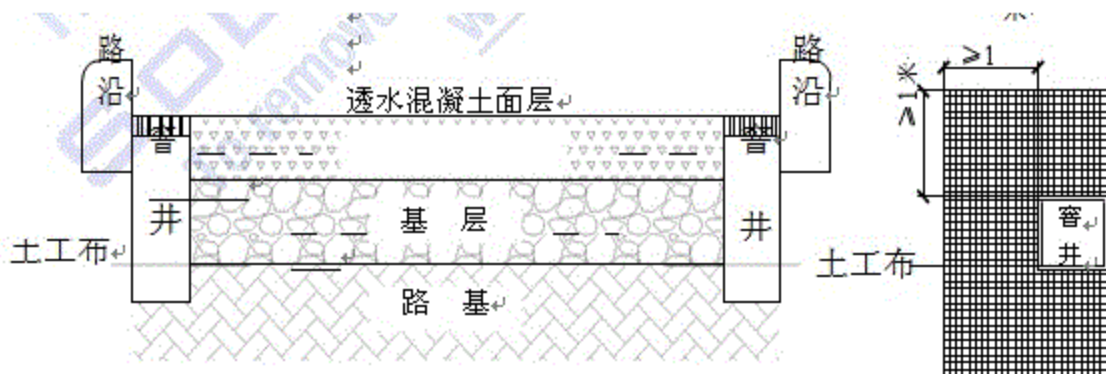 路
沿
透水混凝土面层
路
沿
窨
井
窨
井
基 层
土工布
路 基
≥1
≥1米
窨
井
土工布